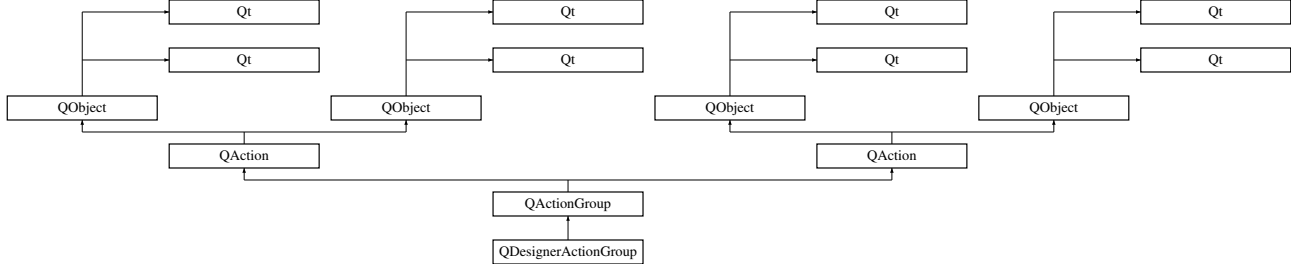 Qt Qt Qt Qt
Qt Qt Qt Qt
QObject QObject QObject QObject
QAction QAction
QActionGroup
QDesignerActionGroup